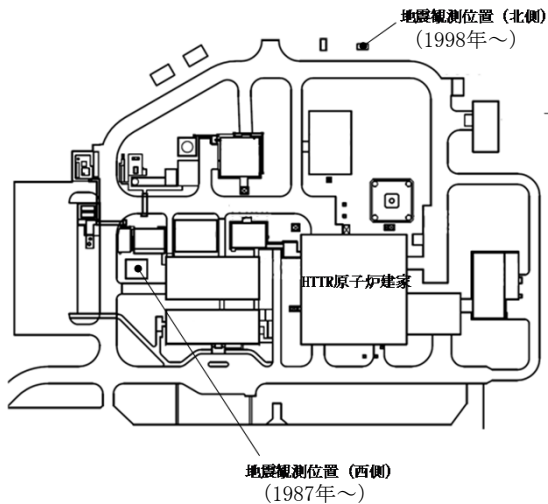 地震観測位置（北側）
（1998年～）
HTTR原子炉建家
地震観測位置（西側）
（1987年～）